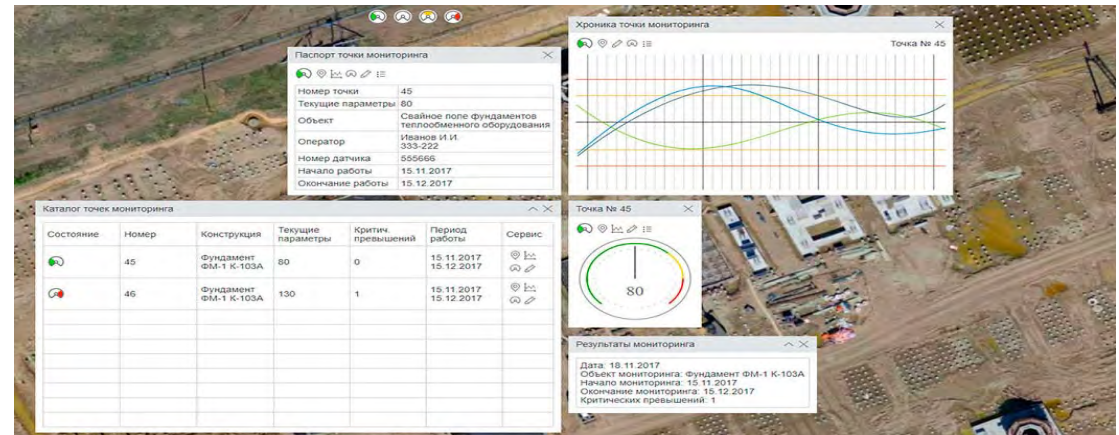 Паспорт точки мониторинга
Номер точки 45
Текущие параметры 80
Объект Свайное поле фундаментов
теплообменного оборудования
Оператор Иванов И.И.
333-222
Номер датчика 555666
Начало работы 15.11.2017
Окончание работы 15.12.2017
Хроника точки мониторинга
Точка № 45
Каталог точек мониторинга
Состояние Номер Конструкция Текущие параметры Критич. превышений Период работы Сервис
45 Фундамент ФМ-1 К-103А 80 0 15.11.2017 15.12.2017
46 Фундамент ФМ-1 К-103А 130 1 15.11.2017 15.12.2017
Точка № 45
80
Результаты мониторинга
Дата: 18.11.2017
Объект мониторинга: Фундамент ФМ-1 К-103А
Начало мониторинга: 15.11.2017
Окончание мониторинга: 15.12.2017
Критических превышений: 1